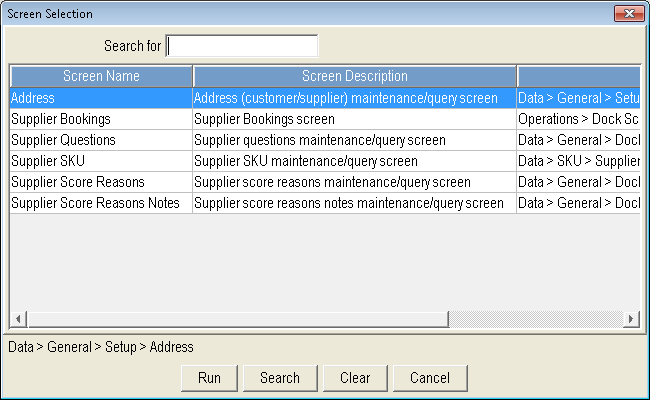 Screen Selection
Search for
Screen Name Screen Description
Address Address (customer/supplier) maintenance/query screen Data > General > Setu
Supplier Bookings Supplier Bookings screen Operations > Dock Sc
Supplier Questions Supplier questions maintenance/query screen Data > General > Dock
Supplier SKU Supplier SKU maintenance/query screen Data > SKU > Supplier
Supplier Score Reasons Supplier score reasons maintenance/query screen Data > General > Dock
Supplier Score Reasons Notes Supplier score reasons notes maintenance/query screen Data > General > Dock
Data > General > Setup > Address
Run Search Clear Cancel